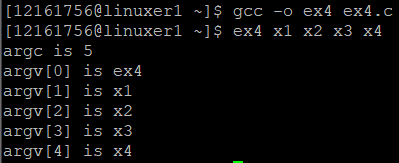 [12161756@linuxer1 ~]$ gcc -o ex4 ex4.c
[12161756@linuxer1 ~]$ ex4 x1 x2 x3 x4
argc is 5
argv[0] is ex4
argv[1] is x1
argv[2] is x2
argv[3] is x3
argv[4] is x4